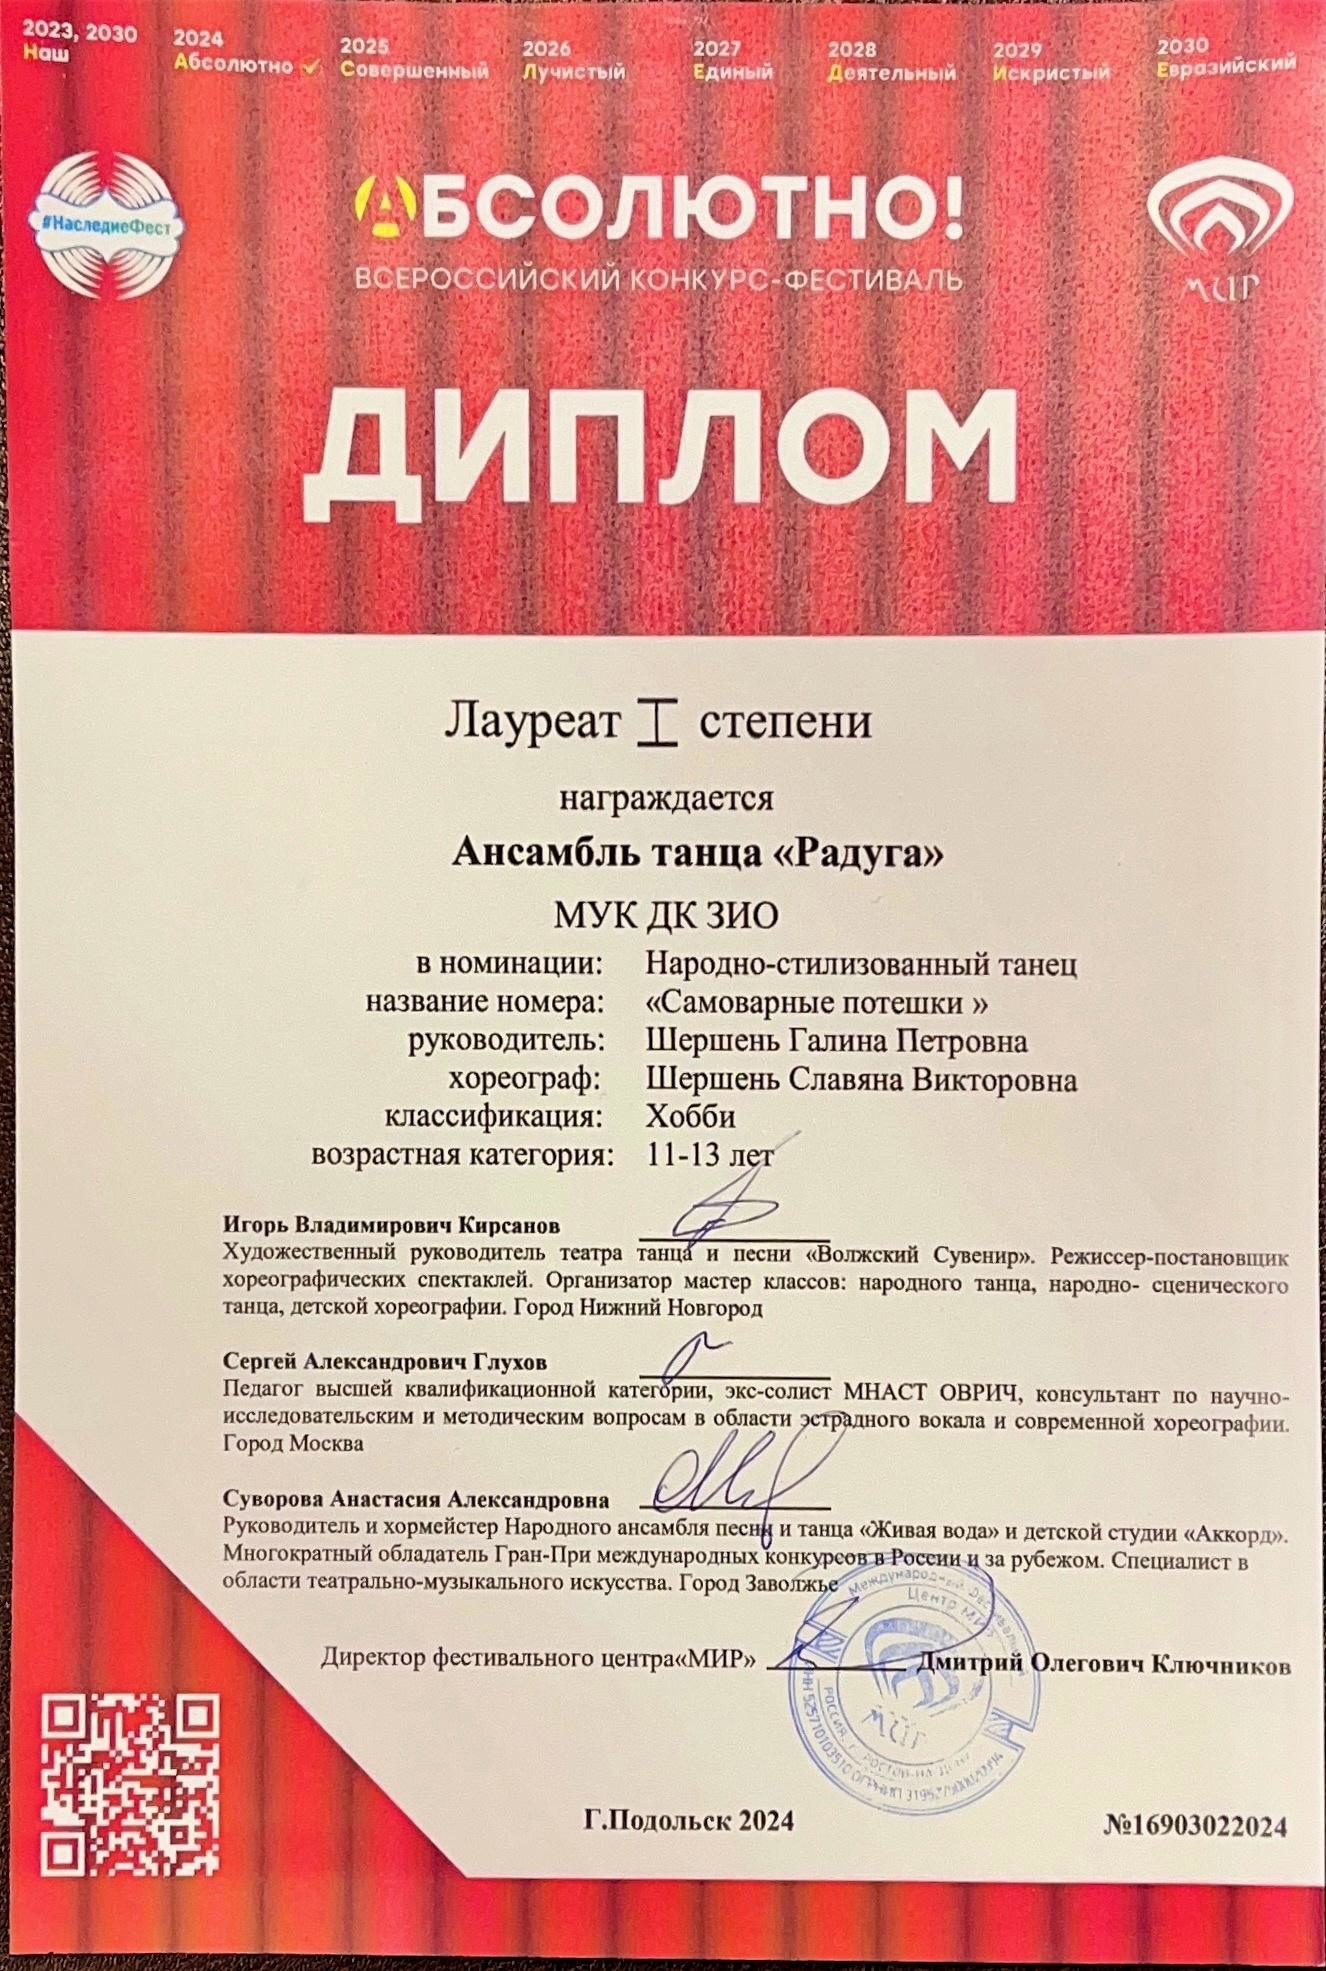 2023, 2030
Наш
2024
Абсолютно
2025
Совершенный
2026
Лучистый
2027
Единый
2028
Деятельный
2029
Искристый
2030
Евразийский
#НаследиеФест
АБСОЛЮТНО!
ВСЕРОССИЙСКИЙ КОНКУРС-ФЕСТИВАЛЬ
МИР
ДИПЛОМ
Лауреат I степени
награждается
Ансамбль танца «Радуга»
МУК ДК ЗИО
в номинации: Народно-стилизованный танец
название номера: «Самоварные потешки »
руководитель: Шершень Галина Петровна
хореограф: Шершень Славяна Викторовна
классификация: Хобби
возрастная категория: 11-13 лет
Игорь Владимирович Кирсанов
Художественный руководитель театра танца и песни «Волжский Сувенир». Режиссер-постановщик
хореографических спектаклей. Организатор мастер классов: народного танца, народно- сценического
танца, детской хореографии. Город Нижний Новгород
Сергей Александрович Глухов
Педагог высшей квалификационной категории, экс-солист МНАСТ ОВРИЧ, консультант по научно-
исследовательским и методическим вопросам в области эстрадного вокала и современной хореографии.
Город Москва
Суворова Анастасия Александровна
Руководитель и хормейстер Народного ансамбля песни и танца «Живая вода» и детской студии «Аккорд».
Многократный обладатель Гран-При международных конкурсов в России и за рубежом. Специалист в
области театрально-музыкального искусства. Город Заволжье
Директор фестивального центра«МИР» Дмитрий Олегович Ключников
Центр МИР
МИР
РОССИЯ, г. РОСТОВ-НА-ДОНУ
Г.Подольск 2024
№16903022024